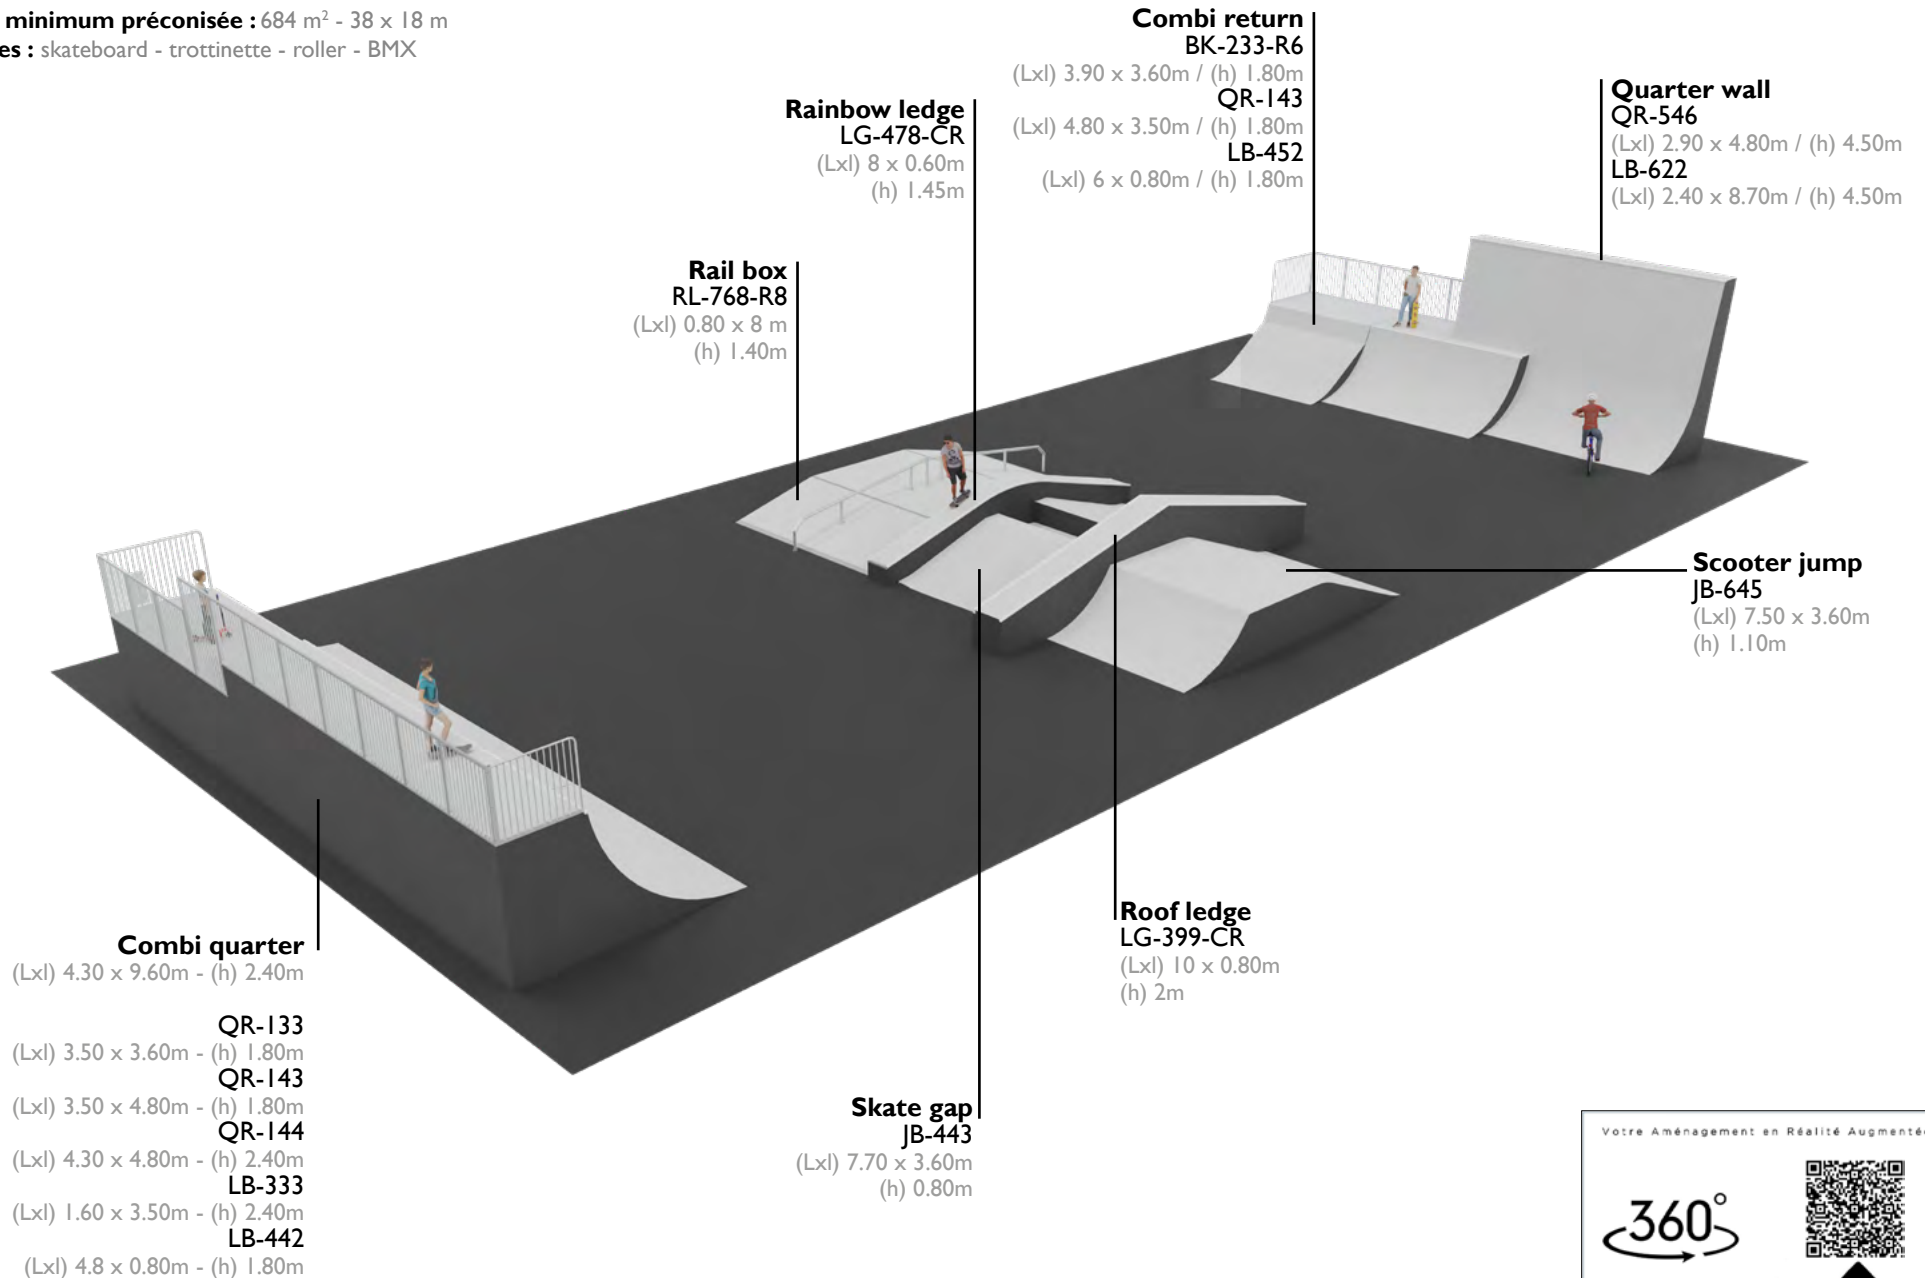 minimum préconisée : 684 m² - 38 x 18 m
es : skateboard - trottinette - roller - BMX
Combi return
BK-233-R6
(Lxl) 3.90 x 3.60m / (h) 1.80m
QR-143
(Lxl) 4.80 x 3.50m / (h) 1.80m
LB-452
(Lxl) 6 x 0.80m / (h) 1.80m
Quarter wall
QR-546
(Lxl) 2.90 x 4.80m / (h) 4.50m
LB-622
(Lxl) 2.40 x 8.70m / (h) 4.50m
Rainbow ledge
LG-478-CR
(Lxl) 8 x 0.60m
(h) 1.45m
Rail box
RL-768-R8
(Lxl) 0.80 x 8 m
(h) 1.40m
Scooter jump
JB-645
(Lxl) 7.50 x 3.60m
(h) 1.10m
Roof ledge
LG-399-CR
(Lxl) 10 x 0.80m
(h) 2m
Combi quarter
(Lxl) 4.30 x 9.60m - (h) 2.40m
QR-133
(Lxl) 3.50 x 3.60m - (h) 1.80m
QR-143
(Lxl) 3.50 x 4.80m - (h) 1.80m
QR-144
(Lxl) 4.30 x 4.80m - (h) 2.40m
LB-333
(Lxl) 1.60 x 3.50m - (h) 2.40m
LB-442
(Lxl) 4.8 x 0.80m - (h) 1.80m
Skate gap
JB-443
(Lxl) 7.70 x 3.60m
(h) 0.80m
Votre Aménagement en Réalité Augmentée
360°